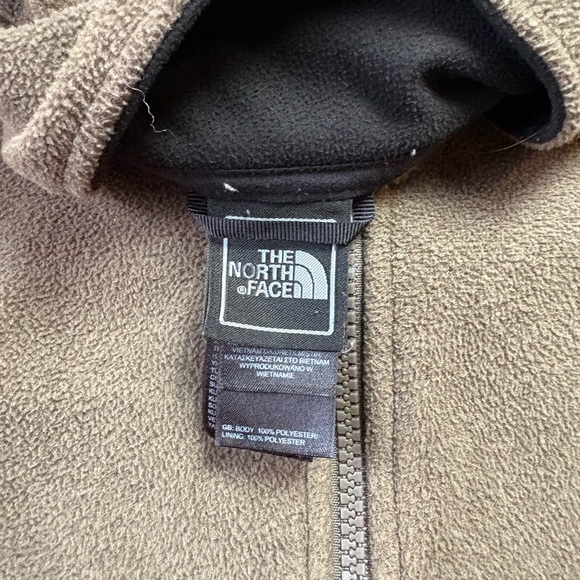 THE
NORTH
®FACE
ΚΑΤΑΣΚΕΥΑΖΕΤΑΙ ΣΤΟ ΒΙΕΤΝΑΜ
WYPRODUKOWANO W
WIETNAMIE
GB: BODY: 100% POLYESTER/
LINING: 100% POLYESTER